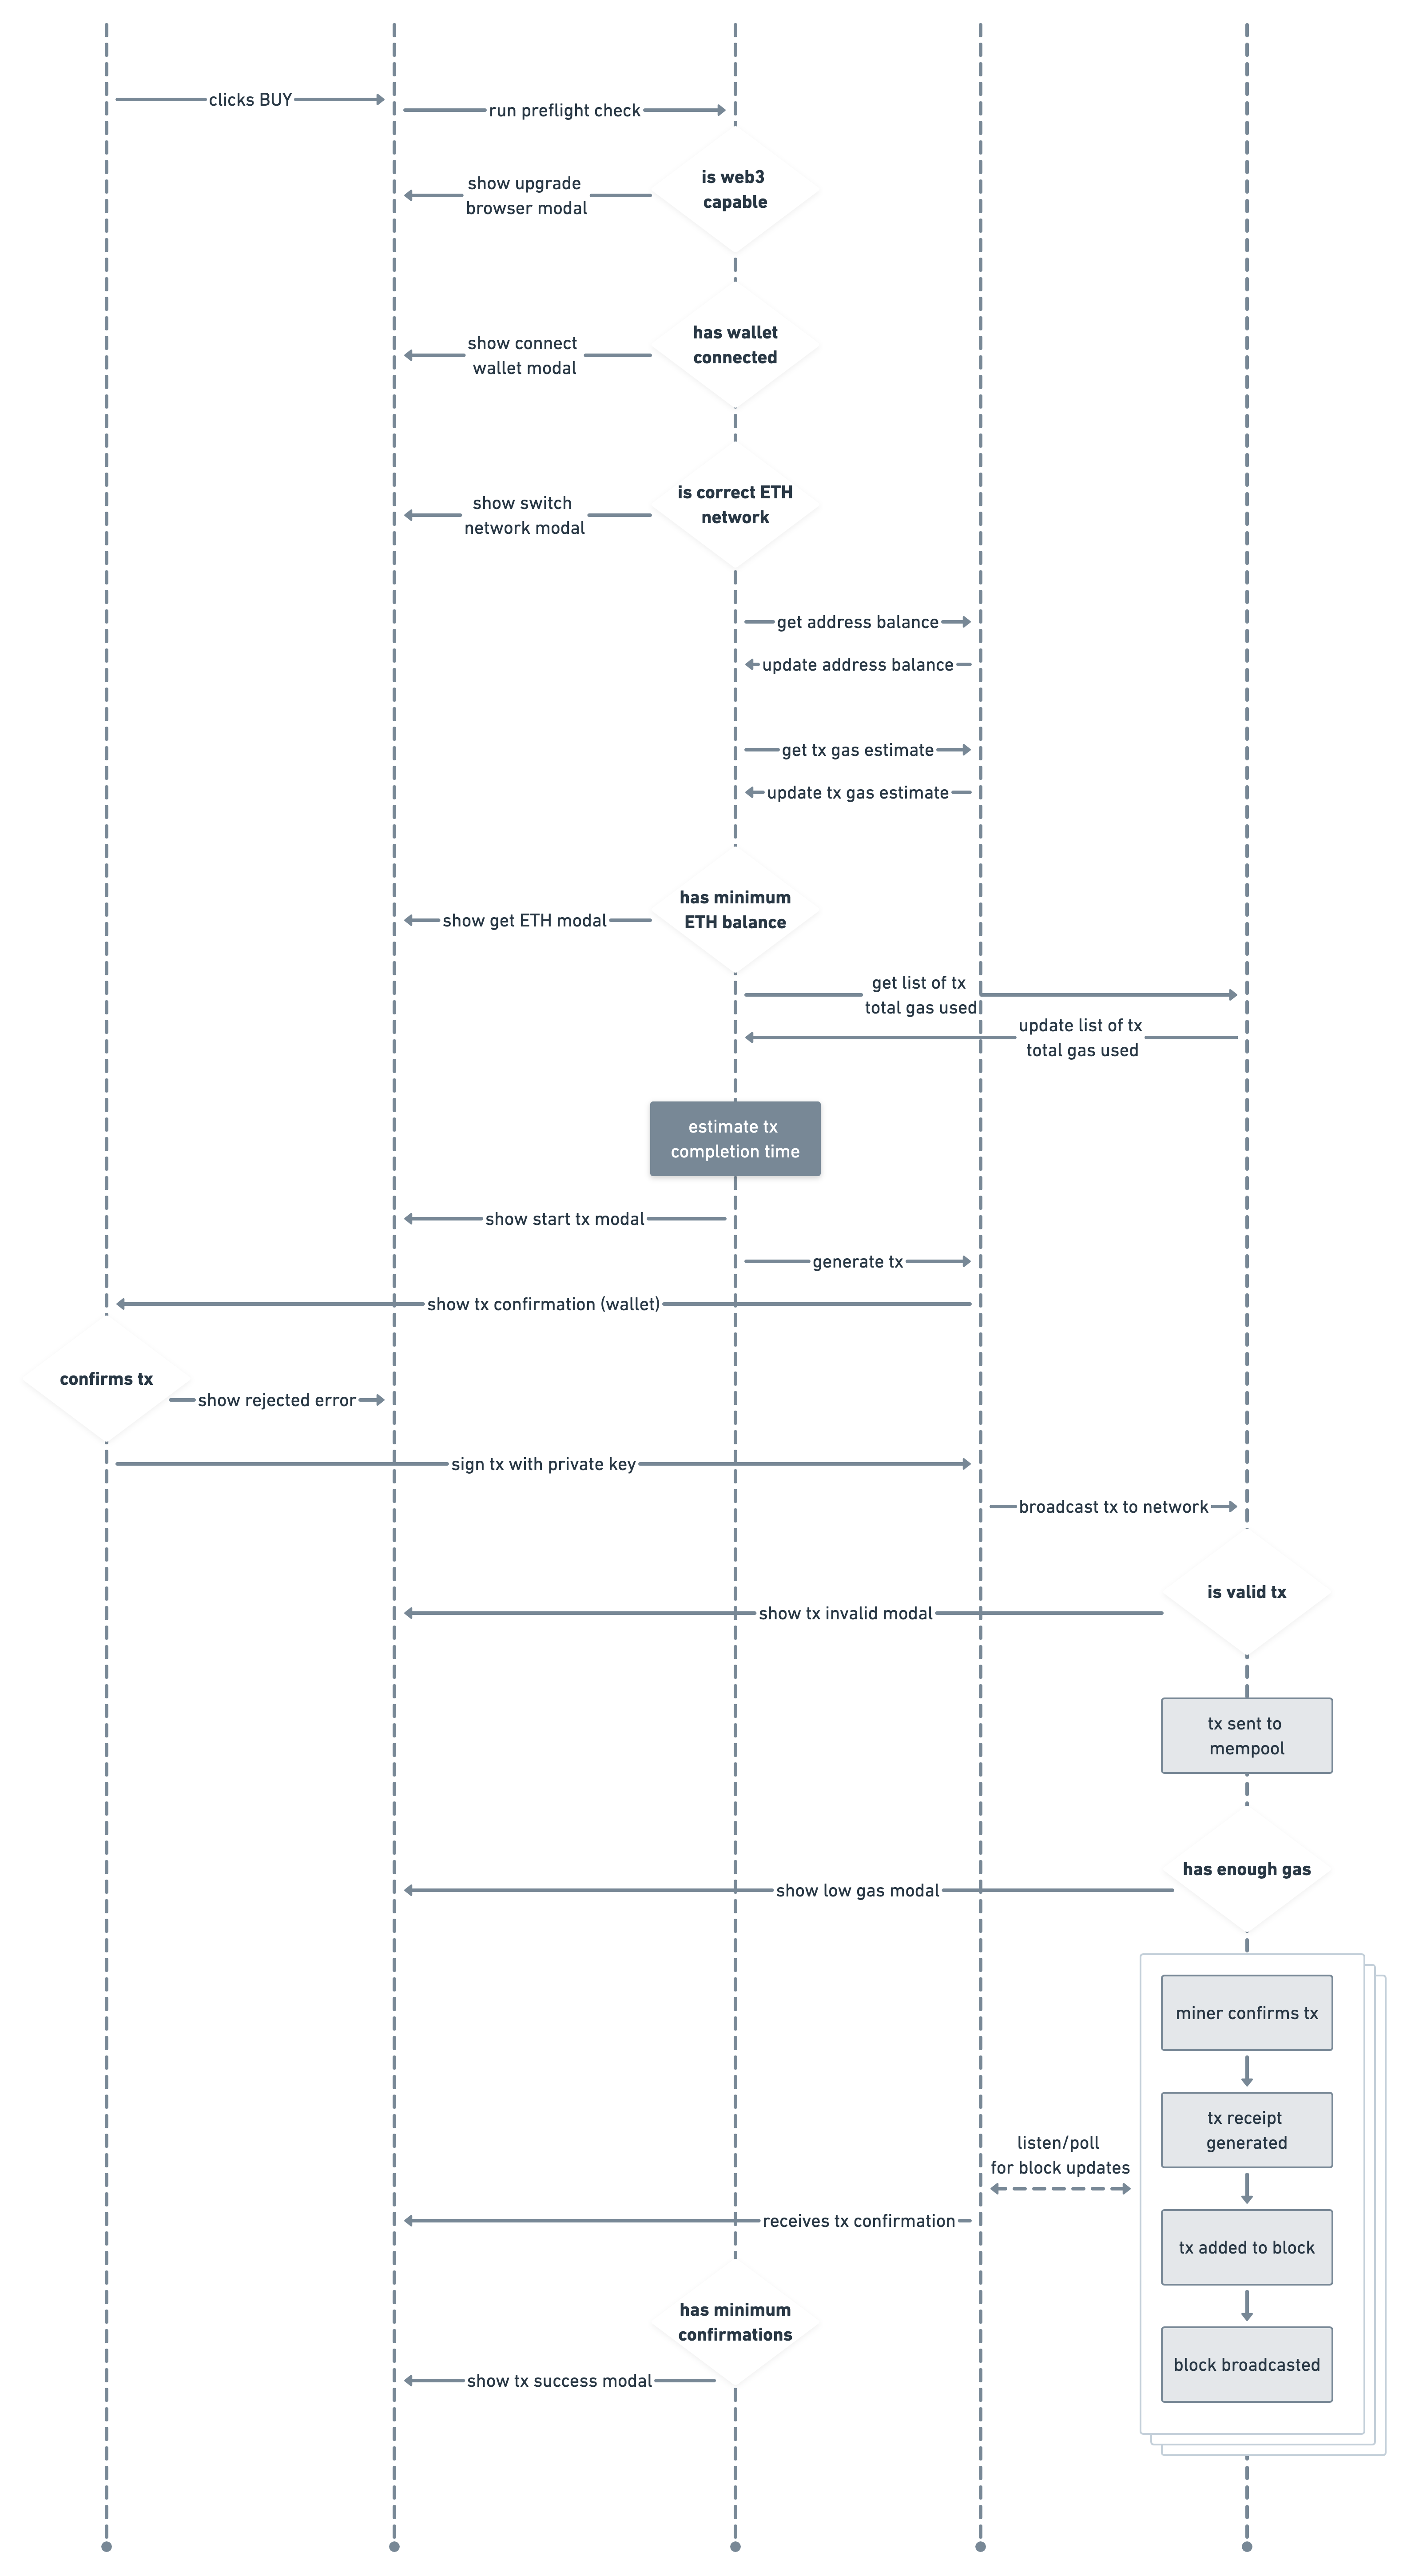 clicks BUY
run preflight check
is web3
capable
show upgrade
browser modal
has wallet
connected
show connect
wallet modal
is correct ETH
network
show switch
network modal
get address balance
update address balance
get tx gas estimate
update tx gas estimate
has minimum
ETH balance
show get ETH modal
get list of tx
total gas used
update list of tx
total gas used
estimate tx
completion time
show start tx modal
generate tx
show tx confirmation (wallet)
confirms tx
show rejected error
sign tx with private key
broadcast tx to network
is valid tx
show tx invalid modal
tx sent to
mempool
has enough gas
show low gas modal
miner confirms tx
tx receipt
generated
listen/poll
for block updates
receives tx confirmation
tx added to block
has minimum
confirmations
block broadcasted
show tx success modal